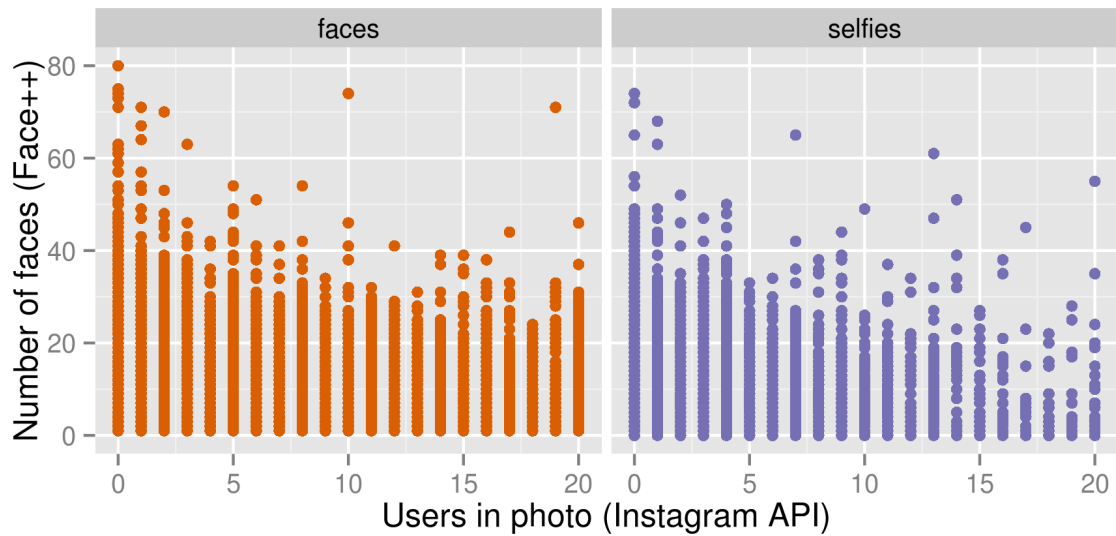 faces selfies
Number of faces (Face++)
80
60
40
20
0
0 5 10 15 20 0 5 10 15 20
Users in photo (Instagram API)